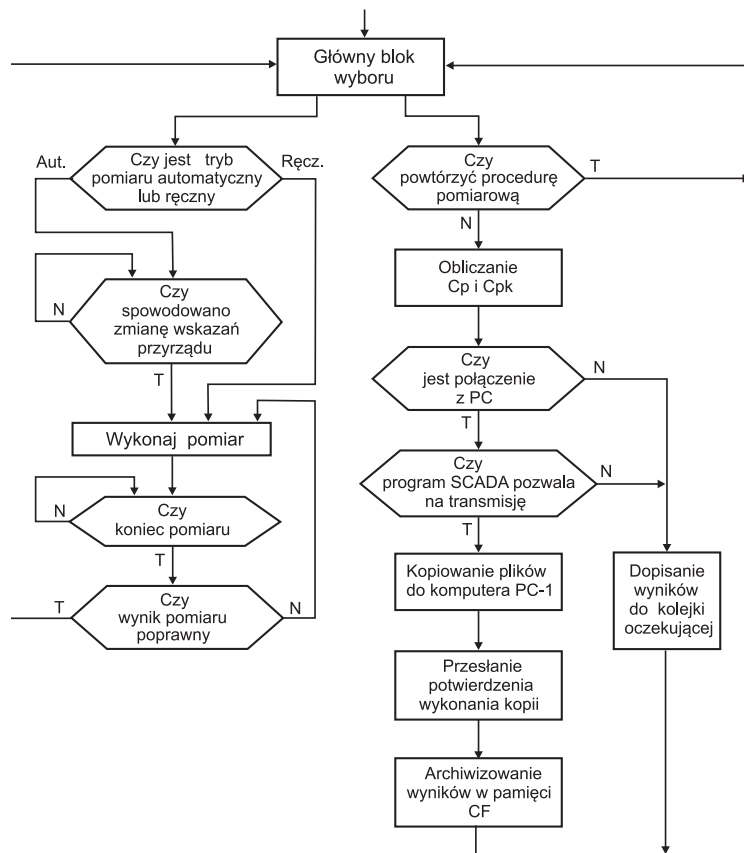 Główny blok
wyboru
Aut.
Czy jest tryb
pomiaru automatyczny
lub ręczny
Ręcz.
Czy
spowodowano
zmianę wskazań
przyrządu
N
T
Wykonaj pomiar
Czy
koniec pomiaru
N
T
Czy
wynik pomiaru
poprawny
T
N
Czy
powtórzyć procedurę
pomiarową
T
N
Obliczanie
Cp i Cpk
Czy
jest połączenie
z PC
N
T
Czy
program SCADA pozwala
na transmisję
N
T
Kopiowanie plików
do komputera PC-1
Dopisanie
wyników
do kolejki
oczekującej
Przesłanie
potwierdzenia
wykonania kopii
Archiwizowanie
wyników w pamięci
CF